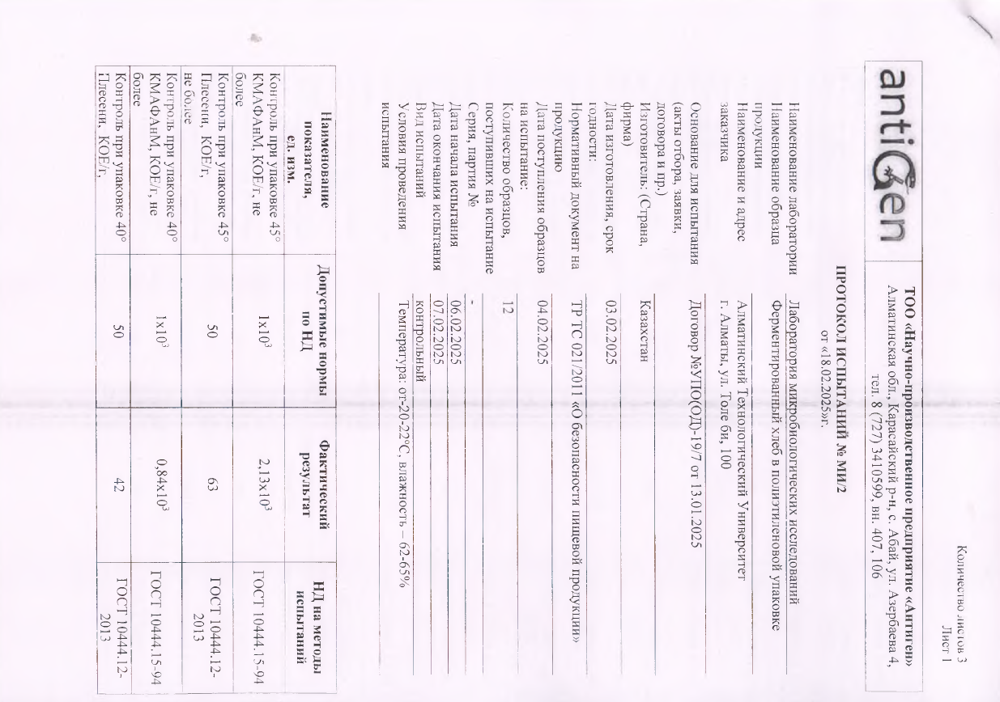 Количество листов 3
Лист 1
antiGen
ТОО «Научно-производственное предприятие «Антиген»
Алматинская обл., Карасайский р-н, с. Абай, ул. Азербаева 4,
тел. 8 (727) 3410599, вн. 407, 106
ПРОТОКОЛ ИСПЫТАНИЙ № МИ/2
от «18.02.2025»г.
Наименование лаборатории Лаборатория микробиологических исследований
Наименование образца Ферментированный хлеб в полиэтиленовой упаковке
продукции
Наименование и адрес Алматинский Технологический Университет
заказчика г. Алматы, ул. Толе би, 100
Основание для испытания Договор №УПО(ОД)-19/7 от 13.01.2025
(акты отбора, заявки,
договора и пр.)
Изготовитель: (Страна, Казахстан
фирма)
Дата изготовления, срок 03.02.2025
годности:
Нормативный документ на ТР ТС 021/2011 «О безопасности пищевой продукции»
продукцию
Дата поступления образцов 04.02.2025
на испытание:
Количество образцов, 12
поступивших на испытание
Серия, партия № -
Дата начала испытания 06.02.2025
Дата окончания испытания 07.02.2025
Вид испытаний контрольный
Условия проведения Температура: от-20-22°С, влажность – 62-65%
испытания
Наименование Допустимые нормы Фактический НД на методы
показателя, по НД результат испытаний
ед. изм.
Контроль при упаковке 45° 1х10³ 2,13х10³ ГОСТ 10444.15-94
КМАФАнМ, КОЕ/г, не
более
Контроль при упаковке 45° 50 63 ГОСТ 10444.12-
Плесени, КОЕ/г, 2013
не более
Контроль при упаковке 40° 1х10³ 0,84х10³ ГОСТ 10444.15-94
КМАФАнМ, КОЕ/г, не
более
Контроль при упаковке 40° 50 42 ГОСТ 10444.12-
Плесени, КОЕ/г, 2013